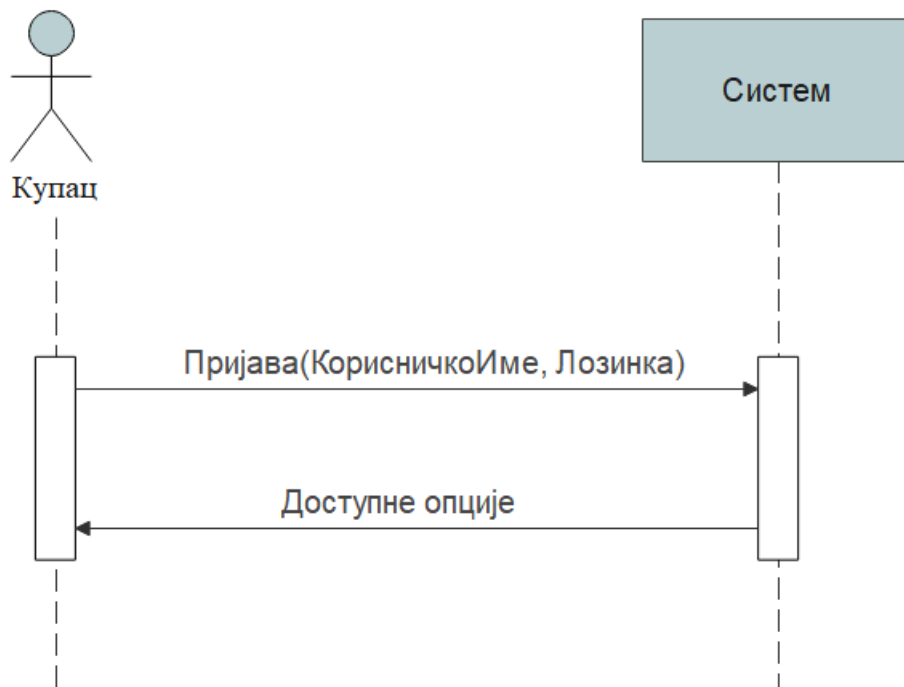 Систем
Купац
Пријава(КорисничкоИме, Лозинка)
Доступне опције